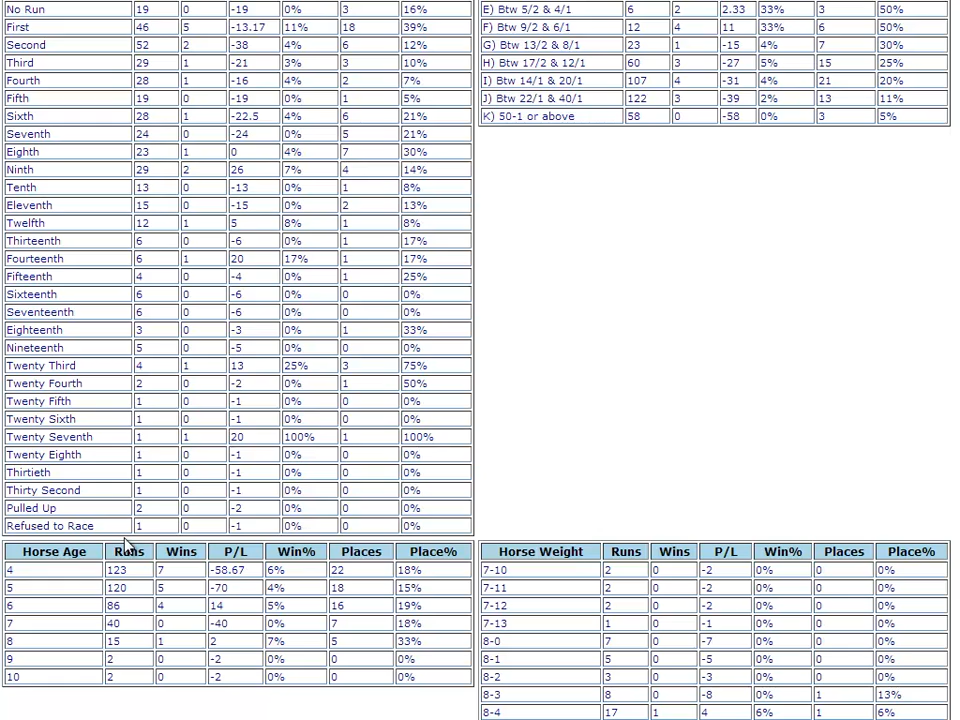 No Run 19 0 -19 0% 3 16%
First 46 5 -13.17 11% 18 39%
Second 52 2 -38 4% 6 12%
Third 29 1 -21 3% 3 10%
Fourth 28 1 -16 4% 2 7%
Fifth 19 0 -19 0% 1 5%
Sixth 28 1 -22.5 4% 6 21%
Seventh 24 0 -24 0% 5 21%
Eighth 23 1 0 4% 7 30%
Ninth 29 2 26 7% 4 14%
Tenth 13 0 -13 0% 1 8%
Eleventh 15 0 -15 0% 2 13%
Twelfth 12 1 5 8% 1 8%
Thirteenth 6 0 -6 0% 1 17%
Fourteenth 6 1 20 17% 1 17%
Fifteenth 4 0 -4 0% 1 25%
Sixteenth 6 0 -6 0% 0 0%
Seventeenth 6 0 -6 0% 0 0%
Eighteenth 3 0 -3 0% 1 33%
Nineteenth 5 0 -5 0% 0 0%
Twenty Third 4 1 13 25% 3 75%
Twenty Fourth 2 0 -2 0% 1 50%
Twenty Fifth 1 0 -1 0% 0 0%
Twenty Sixth 1 0 -1 0% 0 0%
Twenty Seventh 1 1 20 100% 1 100%
Twenty Eighth 1 0 -1 0% 0 0%
Thirtieth 1 0 -1 0% 0 0%
Thirty Second 1 0 -1 0% 0 0%
Pulled Up 2 0 -2 0% 0 0%
Refused to Race 1 0 -1 0% 0 0%
E) Btw 5/2 & 4/1 6 2 2.33 33% 3 50%
F) Btw 9/2 & 6/1 12 4 11 33% 6 50%
G) Btw 13/2 & 8/1 23 1 -15 4% 7 30%
H) Btw 17/2 & 12/1 60 3 -27 5% 15 25%
I) Btw 14/1 & 20/1 107 4 -31 4% 21 20%
J) Btw 22/1 & 40/1 122 3 -39 2% 13 11%
K) 50-1 or above 58 0 -58 0% 3 5%
Horse Age Runs Wins P/L Win% Places Place%
4 123 7 -58.67 6% 22 18%
5 120 5 -70 4% 18 15%
6 86 4 14 5% 16 19%
7 40 0 -40 0% 7 18%
8 15 1 2 7% 5 33%
9 2 0 -2 0% 0 0%
10 2 0 -2 0% 0 0%
Horse Weight Runs Wins P/L Win% Places Place%
7-10 2 0 -2 0% 0 0%
7-11 2 0 -2 0% 0 0%
7-12 2 0 -2 0% 0 0%
7-13 1 0 -1 0% 0 0%
8-0 7 0 -7 0% 0 0%
8-1 5 0 -5 0% 0 0%
8-2 3 0 -3 0% 0 0%
8-3 8 0 -8 0% 1 13%
8-4 17 1 4 6% 1 6%